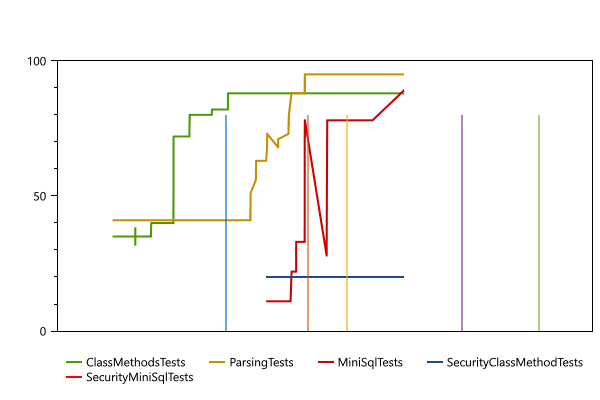 100
50
0
ClassMethodsTests ParsingTests MiniSqlTests SecurityClassMethodTests
SecurityMiniSqlTests